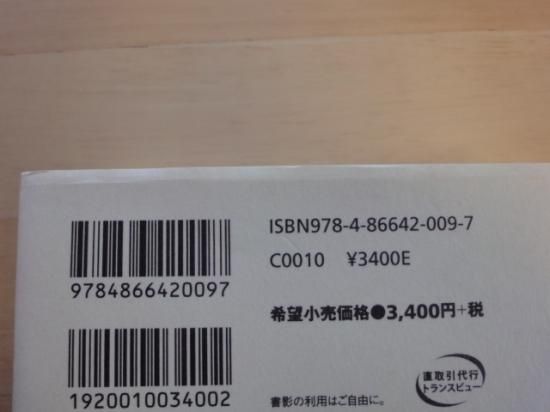 ISBN978-4-86642-009-7
C0010 ¥3400E
9784866420097
希望小売価格●3,400円+税
1920010034002
書影の利用はご自由に。
直取引代行
トランスビュー